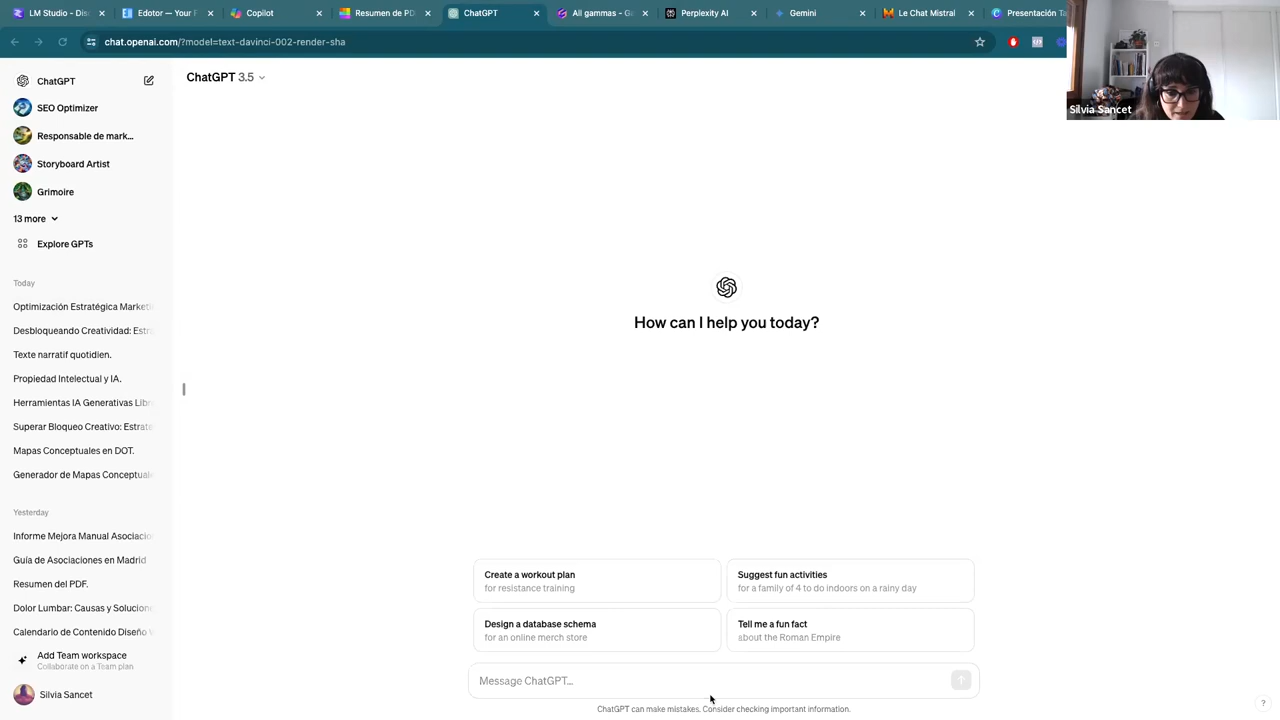 LM Studio - Dis
Edotor — Your F
Copilot
Resumen de PD
ChatGPT
All gammas - Ga
Perplexity AI
Gemini
Le Chat Mistral
Presentación Ta
chat.openai.com/?model=text-davinci-002-render-sha
Silvia Sancet
ChatGPT
ChatGPT 3.5
SEO Optimizer
Responsable de mark...
Storyboard Artist
Grimoire
13 more
Explore GPTs
Today
Optimización Estratégica Marketi
Desbloqueando Creatividad: Estr
Texte narratif quotidien.
Propiedad Intelectual y IA.
Herramientas IA Generativas Libr
Superar Bloqueo Creativo: Estrate
Mapas Conceptuales en DOT.
Generador de Mapas Conceptual
Yesterday
Informe Mejora Manual Asociacio
Guía de Asociaciones en Madrid
Resumen del PDF.
Dolor Lumbar: Causas y Solucione
Calendario de Contenido Diseño
Add Team workspace
Collaborate on a Team plan
Silvia Sancet
How can I help you today?
Create a workout plan
for resistance training
Suggest fun activities
for a family of 4 to do indoors on a rainy day
Design a database schema
for an online merch store
Tell me a fun fact
about the Roman Empire
Message ChatGPT...
ChatGPT can make mistakes. Consider checking important information.
?